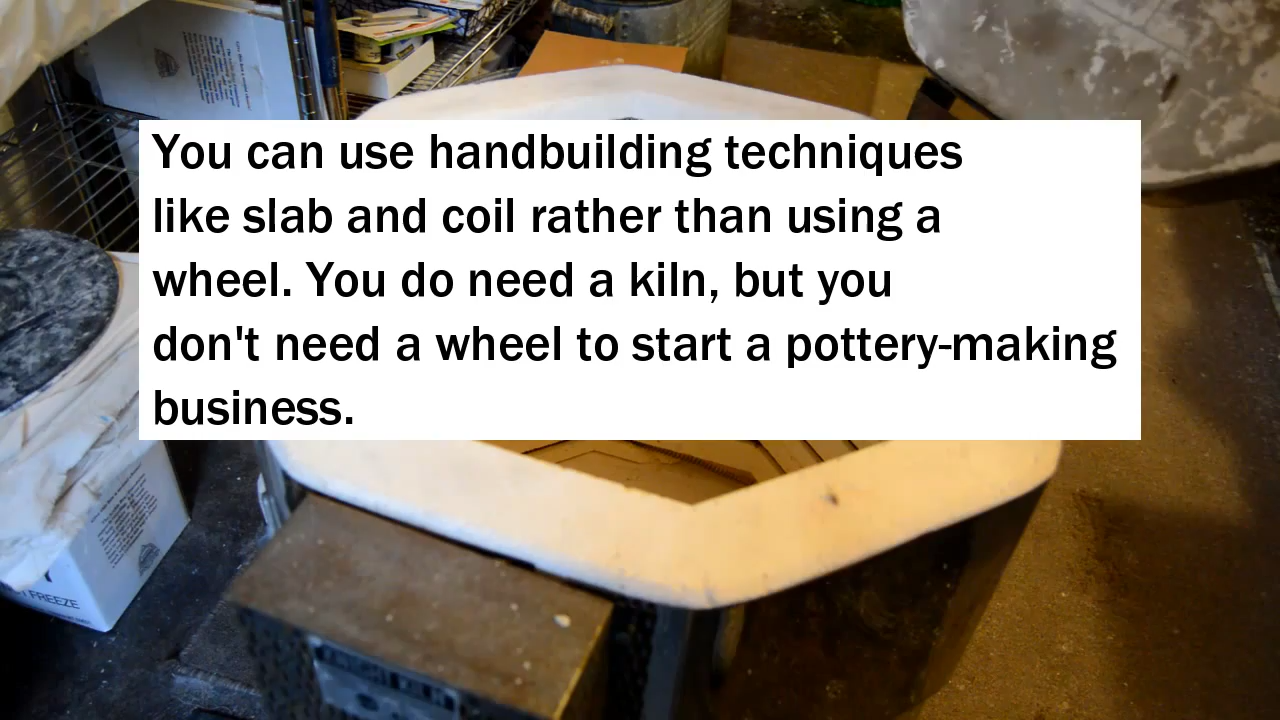 You can use handbuilding techniques
like slab and coil rather than using a
wheel. You do need a kiln, but you
don't need a wheel to start a pottery-making
business.
FREEZE